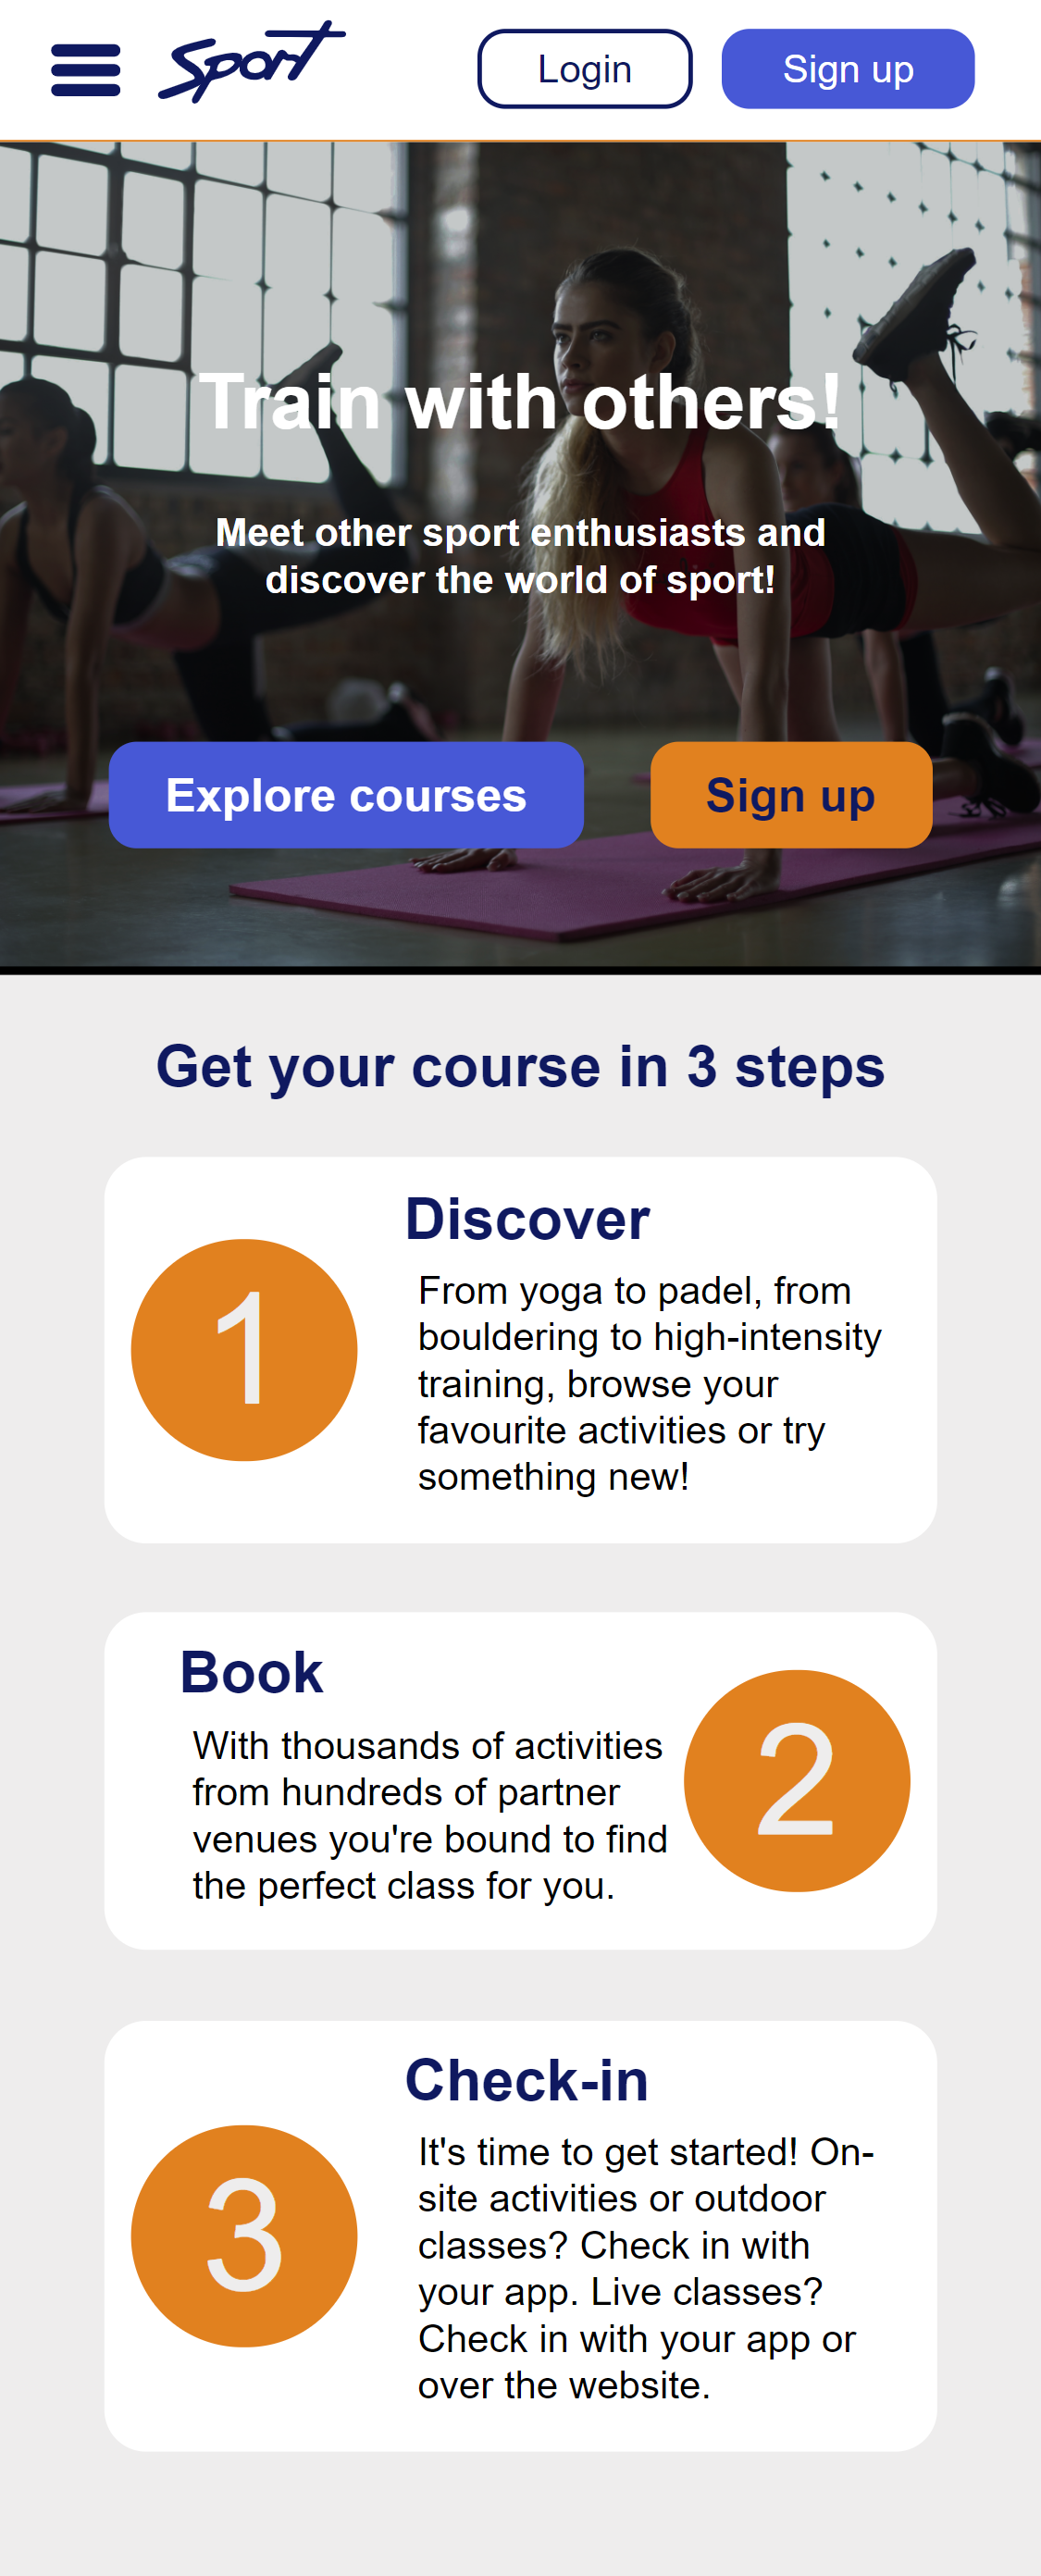 Sport
Login
Sign up
Train with others!
Meet other sport enthusiasts and
discover the world of sport!
Explore courses
Sign up
Get your course in 3 steps
1
Discover
From yoga to padel, from
bouldering to high-intensity
training, browse your
favourite activities or try
something new!
Book
With thousands of activities
from hundreds of partner
venues you're bound to find
the perfect class for you.
2
3
Check-in
It's time to get started! On-
site activities or outdoor
classes? Check in with
your app. Live classes?
Check in with your app or
over the website.